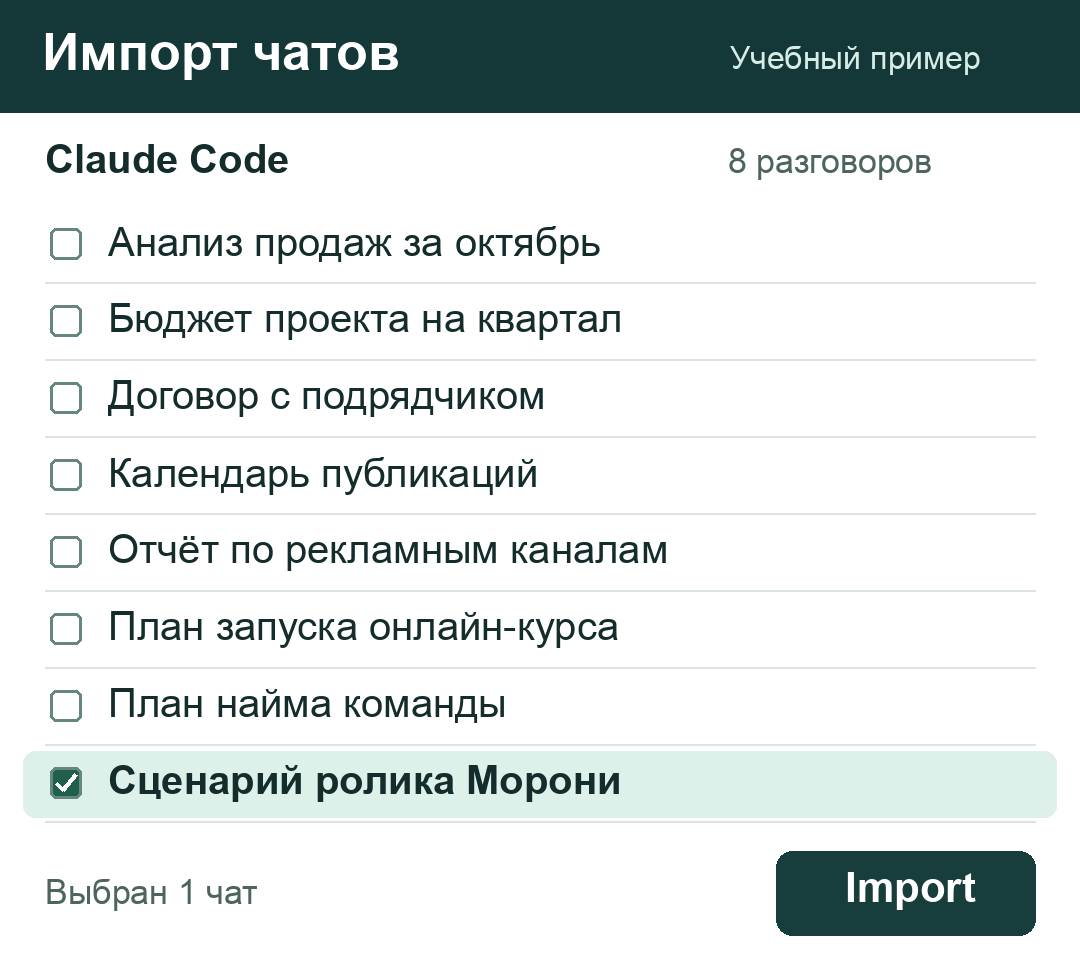 Импорт чатов
Учебный пример
Claude Code
8 разговоров
Анализ продаж за октябрь
Бюджет проекта на квартал
Договор с подрядчиком
Календарь публикаций
Отчёт по рекламным каналам
План запуска онлайн-курса
План найма команды
Сценарий ролика Морони
Выбран 1 чат
Import